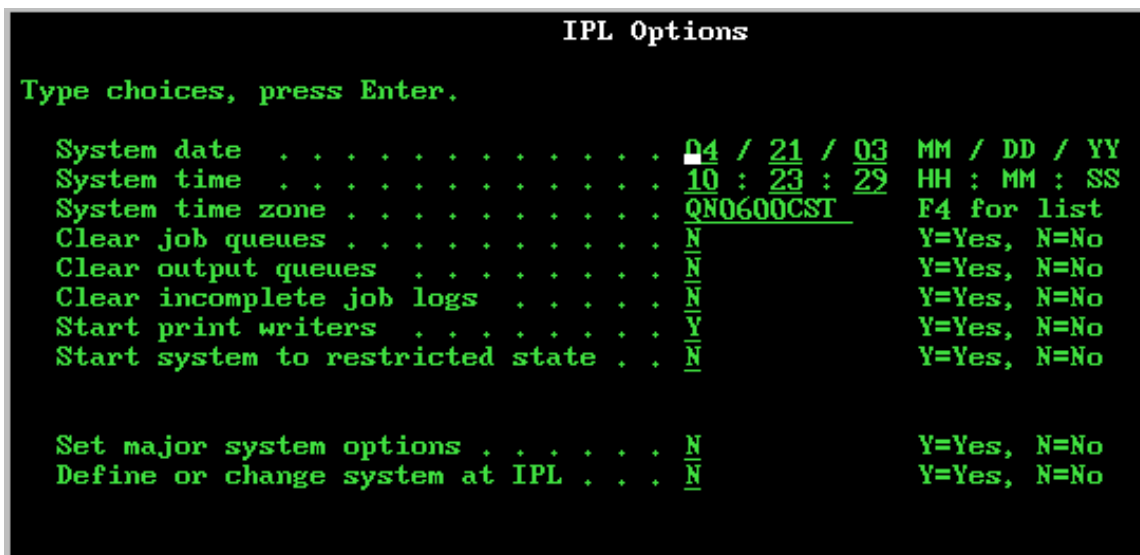 IPL Options
Type choices, press Enter.
System date . . . . . . . . . . . . 04 / 21 / 03 MM / DD / YY
System time . . . . . . . . . . . . 10 : 23 : 29 HH : MM : SS
System time zone . . . . . . . . . . QN0600CST F4 for list
Clear job queues . . . . . . . . . . N Y=Yes, N=No
Clear output queues . . . . . . . . N Y=Yes, N=No
Clear incomplete job logs . . . . . N Y=Yes, N=No
Start print writers . . . . . . . . Y Y=Yes, N=No
Start system to restricted state . . N Y=Yes, N=No
Set major system options . . . . . . N Y=Yes, N=No
Define or change system at IPL . . . N Y=Yes, N=No